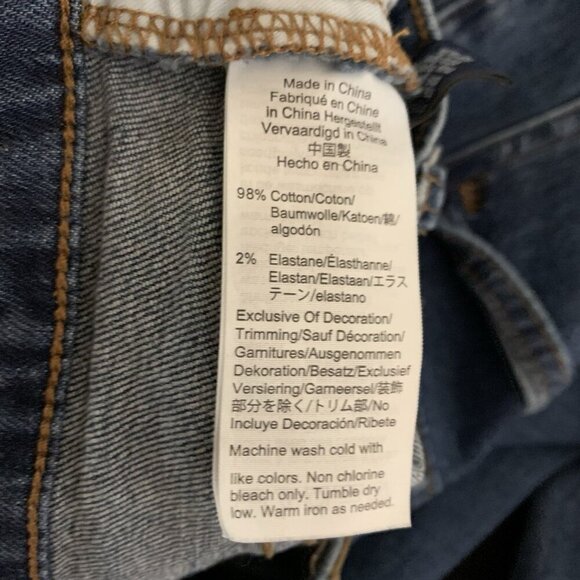 Made in China
Fabriqué en Chine
in China Hergestellt
Vervaardigd in China
中国製
Hecho en China
98% Cotton/Coton/
Baumwolle/Katoen/綿/
algodón
2% Elastane/Élasthanne/
Elastan/Elastaan/エラス
テーン/elastano
Exclusive Of Decoration/
Trimming/Sauf Décoration/
Garnitures/Ausgenommen
Dekoration/Besatz/Exclusief
Versiering/Gameersel/装飾
部分を除く/トリム部/No
Incluye Decoración/Ribete
Machine wash cold with
like colors. Non chlorine
bleach only. Tumble dry
low. Warm iron as needed.